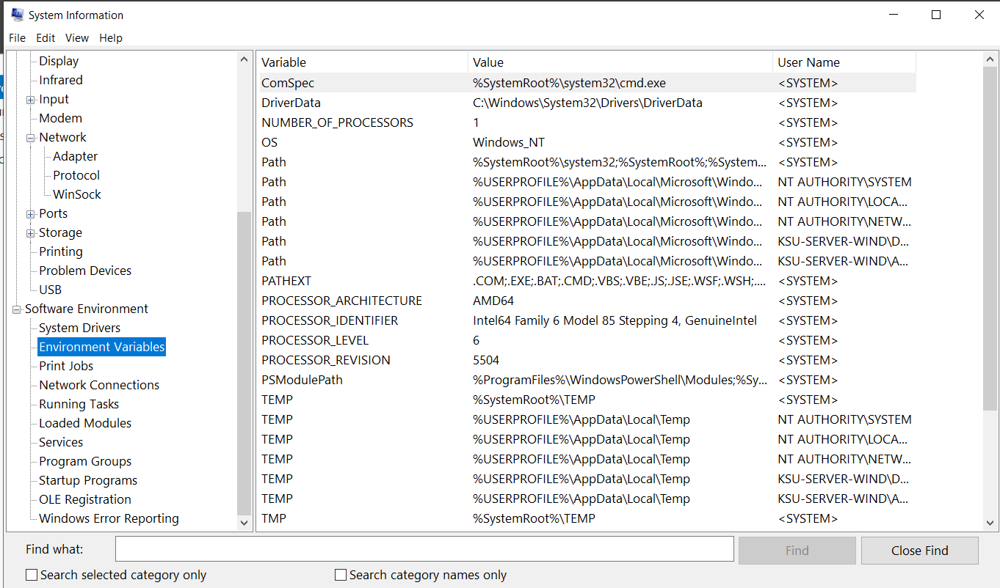 System Information
File Edit View Help
Display
Infrared
Input
Modem
Network
Adapter
Protocol
WinSock
Ports
Storage
Printing
Problem Devices
USB
Software Environment
System Drivers
Environment Variables
Print Jobs
Network Connections
Running Tasks
Loaded Modules
Services
Program Groups
Startup Programs
OLE Registration
Windows Error Reporting
Variable Value User Name
ComSpec %SystemRoot%\system32\cmd.exe <SYSTEM>
DriverData C:\Windows\System32\Drivers\DriverData <SYSTEM>
NUMBER_OF_PROCESSORS 1 <SYSTEM>
OS Windows_NT <SYSTEM>
Path %SystemRoot%\system32;%SystemRoot%;%System... <SYSTEM>
Path %USERPROFILE%\AppData\Local\Microsoft\Windo... NT AUTHORITY\SYSTEM
Path %USERPROFILE%\AppData\Local\Microsoft\Windo... NT AUTHORITY\LOCA...
Path %USERPROFILE%\AppData\Local\Microsoft\Windo... NT AUTHORITY\NETW...
Path %USERPROFILE%\AppData\Local\Microsoft\Windo... KSU-SERVER-WIND\D...
Path %USERPROFILE%\AppData\Local\Microsoft\Windo... KSU-SERVER-WIND\A...
PATHEXT .COM;.EXE;.BAT;.CMD;.VBS;.VBE;.JS;.JSE;.WSF;.WSH;.... <SYSTEM>
PROCESSOR_ARCHITECTURE AMD64 <SYSTEM>
PROCESSOR_IDENTIFIER Intel64 Family 6 Model 85 Stepping 4, GenuineIntel <SYSTEM>
PROCESSOR_LEVEL 6 <SYSTEM>
PROCESSOR_REVISION 5504 <SYSTEM>
PSModulePath %ProgramFiles%\WindowsPowerShell\Modules;%Sy... <SYSTEM>
TEMP %SystemRoot%\TEMP <SYSTEM>
TEMP %USERPROFILE%\AppData\Local\Temp NT AUTHORITY\SYSTEM
TEMP %USERPROFILE%\AppData\Local\Temp NT AUTHORITY\LOCA...
TEMP %USERPROFILE%\AppData\Local\Temp NT AUTHORITY\NETW...
TEMP %USERPROFILE%\AppData\Local\Temp KSU-SERVER-WIND\D...
TEMP %USERPROFILE%\AppData\Local\Temp KSU-SERVER-WIND\A...
TMP %SystemRoot%\TEMP <SYSTEM>
Find what: Find Close Find
Search selected category only Search category names only